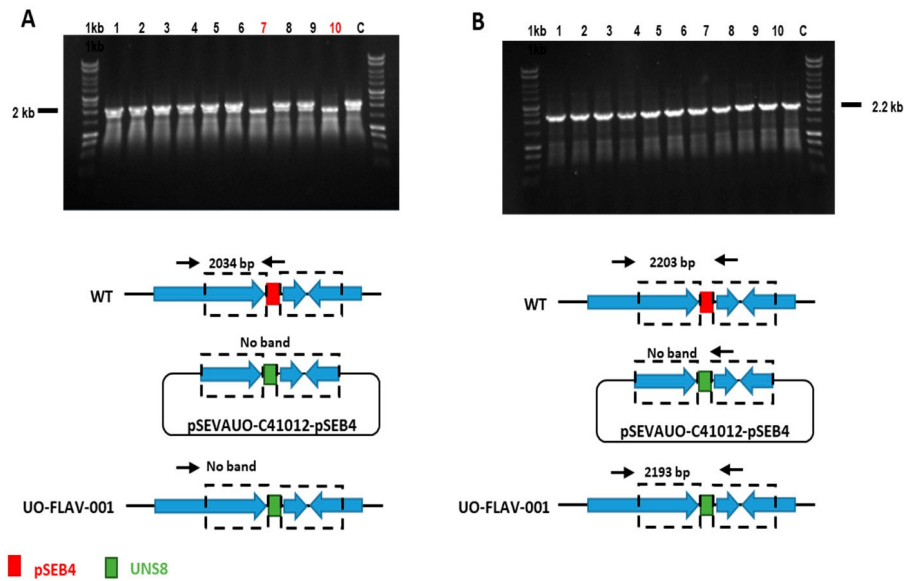 A
1kb 1 2 3 4 5 6 7 8 9 10 C
1kb
2 kb
2034 bp
WT
No band
pSEVAUO-C41012-pSEB4
No band
UO-FLAV-001
pSEB4 UNS8
B
1kb 1 2 3 4 5 6 7 8 9 10 C
1kb
2.2 kb
2203 bp
WT
No band
pSEVAUO-C41012-pSEB4
2193 bp
UO-FLAV-001